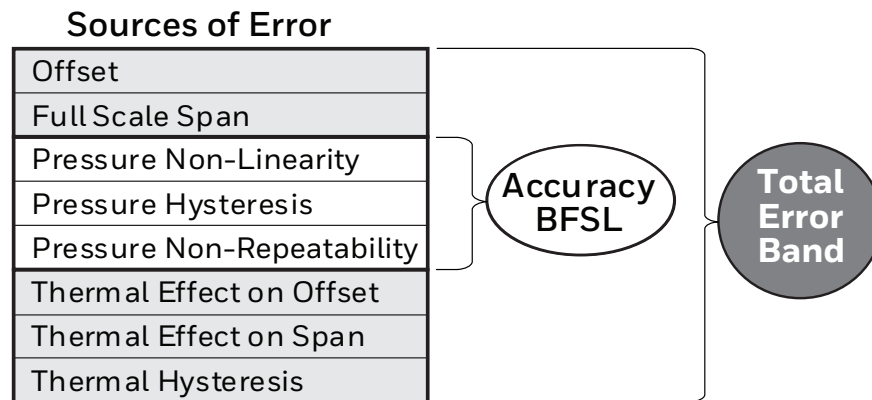 Sources of Error
Offset
Full Scale Span
Pressure Non-Linearity
Pressure Hysteresis
Pressure Non-Repeatability
Thermal Effect on Offset
Thermal Effect on Span
Thermal Hysteresis
Accuracy
BFSL
Total
Error
Band